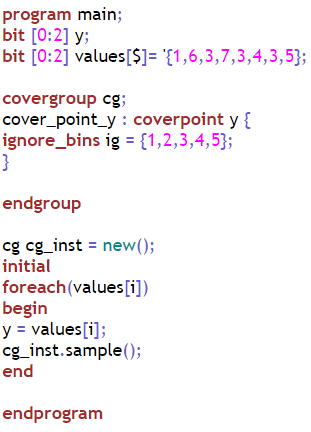 program main;
bit [0:2] y;
bit [0:2] values[$]= '{1,6,3,7,3,4,3,5};
covergroup cg;
cover_point_y : coverpoint y {
ignore_bins ig = {1,2,3,4,5};
}
endgroup
cg cg_inst = new();
initial
foreach(values[i])
begin
y = values[i];
cg_inst.sample();
end
endprogram